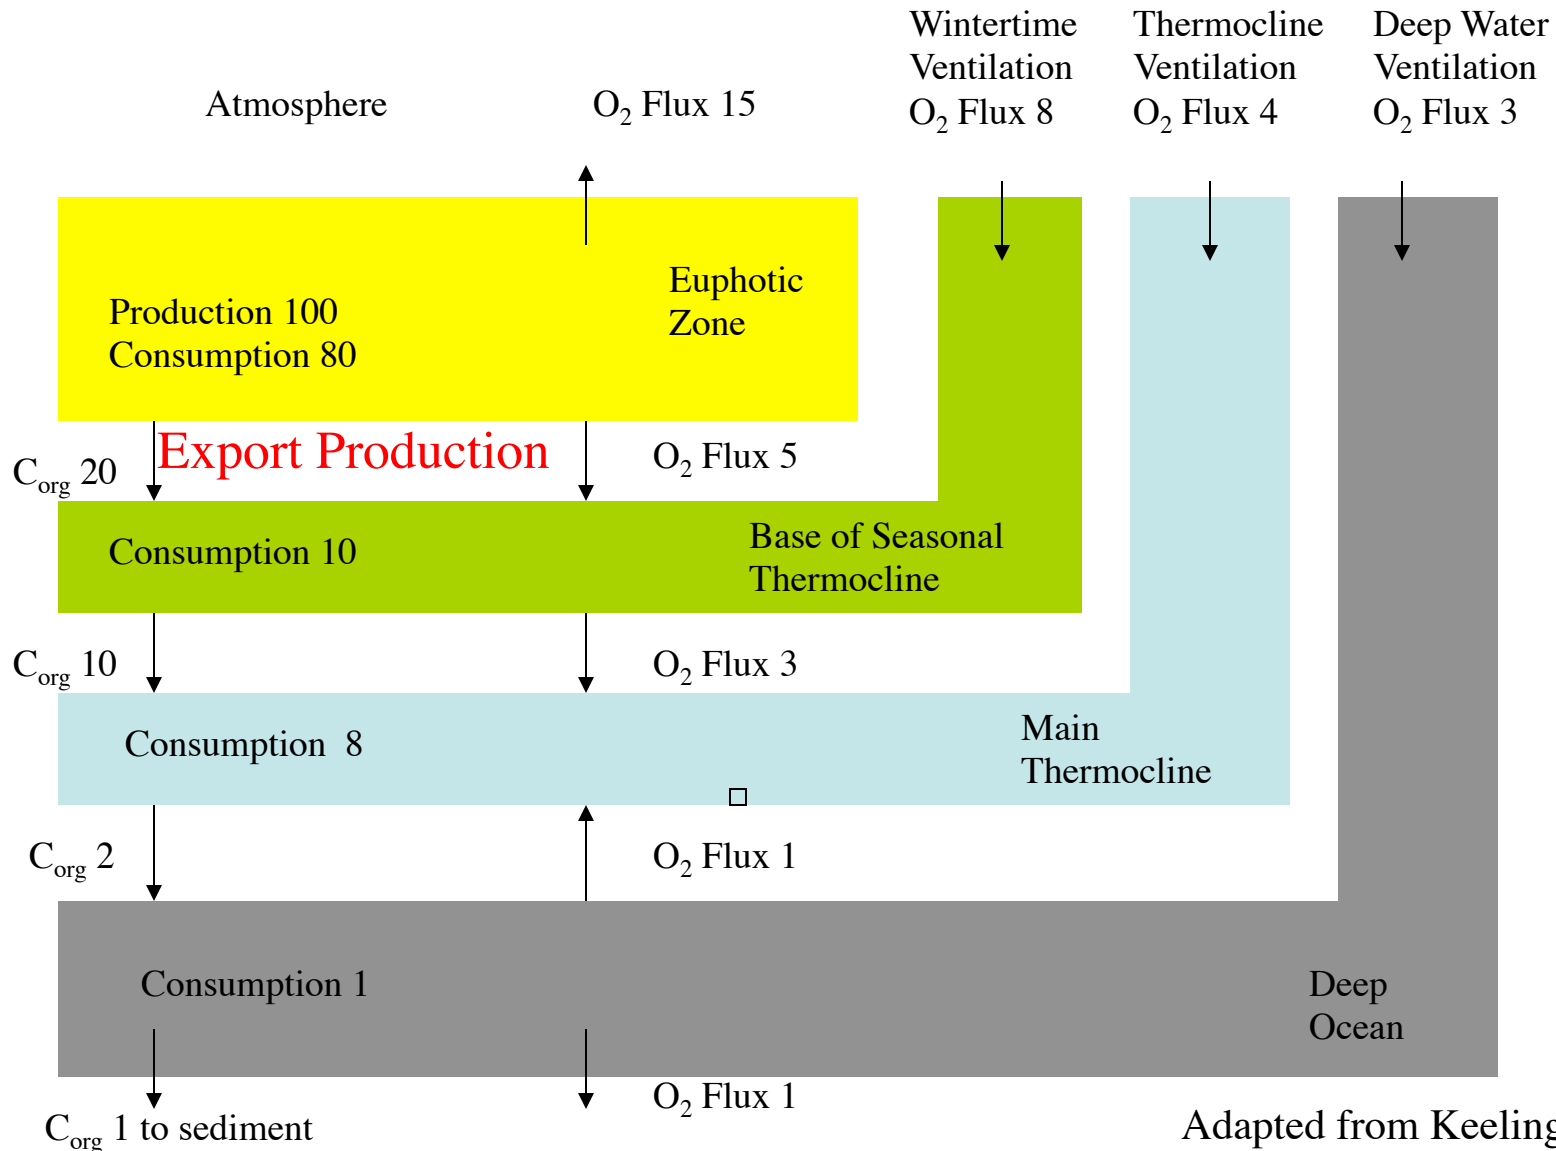 Wintertime
Ventilation
O₂ Flux 8
Thermocline
Ventilation
O₂ Flux 4
Deep Water
Ventilation
O₂ Flux 3
Atmosphere
O₂ Flux 15
Euphotic
Zone
Production 100
Consumption 80
Export Production
O₂ Flux 5
Corg 20
Consumption 10
Base of Seasonal
Thermocline
Corg 10
O₂ Flux 3
Consumption 8
Main
Thermocline
Corg 2
O₂ Flux 1
Consumption 1
Deep
Ocean
O₂ Flux 1
Corg 1 to sediment
Adapted from Keeling